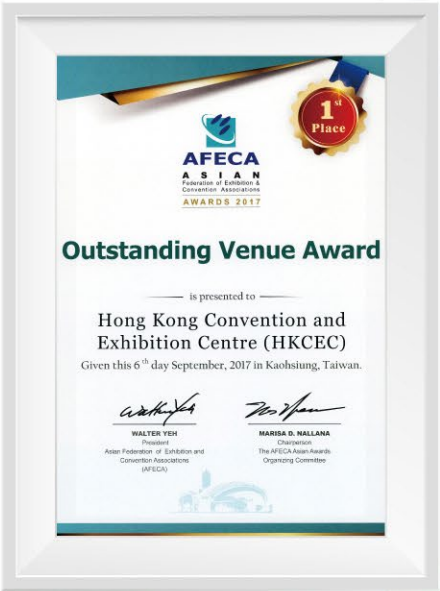 1st
Place
AFECA
ASIAN
Federation of Exhibition &
Convention Associations
AWARDS 2017
Outstanding Venue Award
is presented to
Hong Kong Convention and
Exhibition Centre (HKCEC)
Given this 6th day September, 2017 in Kaohsiung, Taiwan.
WALTER YEH
President
Asian Federation of Exhibition and
Convention Associations
(AFECA)
MARISA D. NALLANA
Chairperson
The AFECA Asian Awards
Organizing Committee